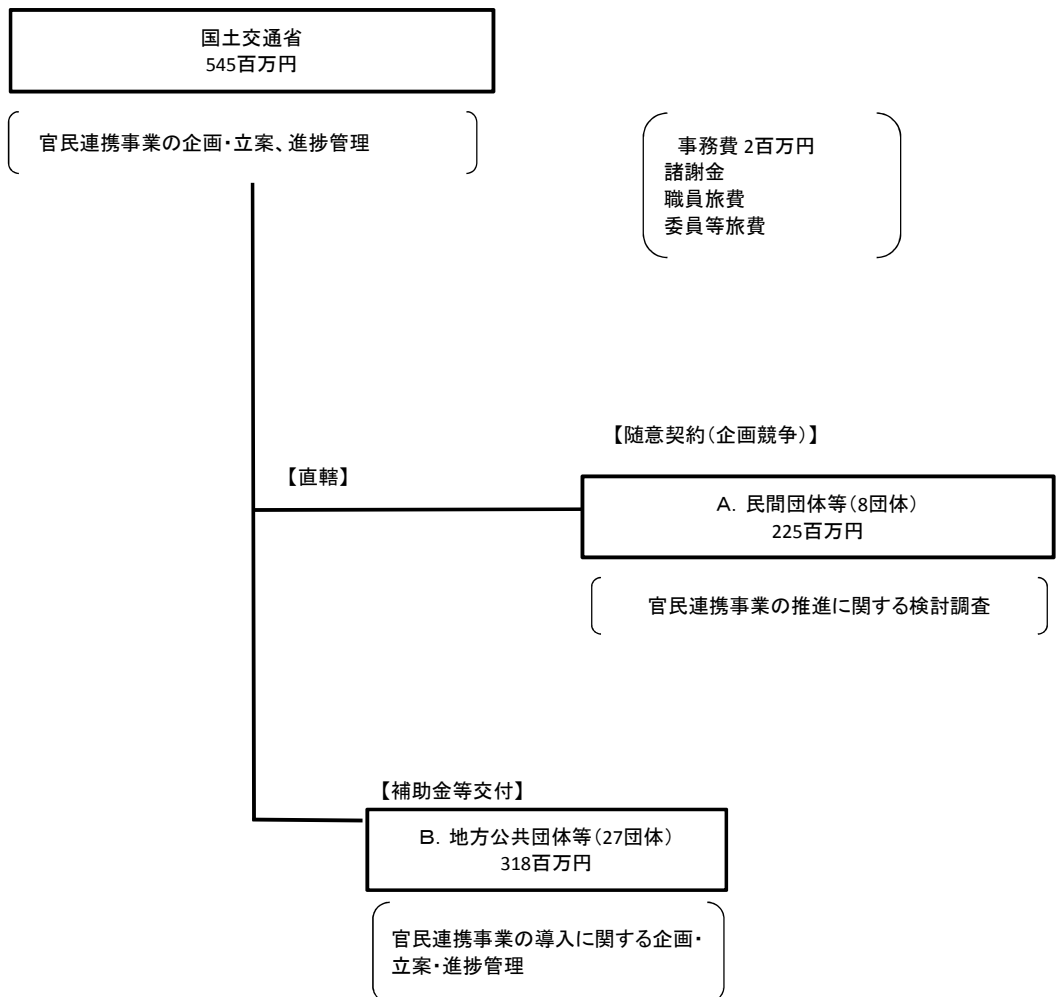 国土交通省
545百万円
官民連携事業の企画・立案、進捗管理
事務費 2百万円
諸謝金
職員旅費
委員等旅費
【随意契約（企画競争）】
【直轄】
A. 民間団体等（8団体）
225百万円
官民連携事業の推進に関する検討調査
【補助金等交付】
B. 地方公共団体等（27団体）
318百万円
官民連携事業の導入に関する企画・
立案・進捗管理